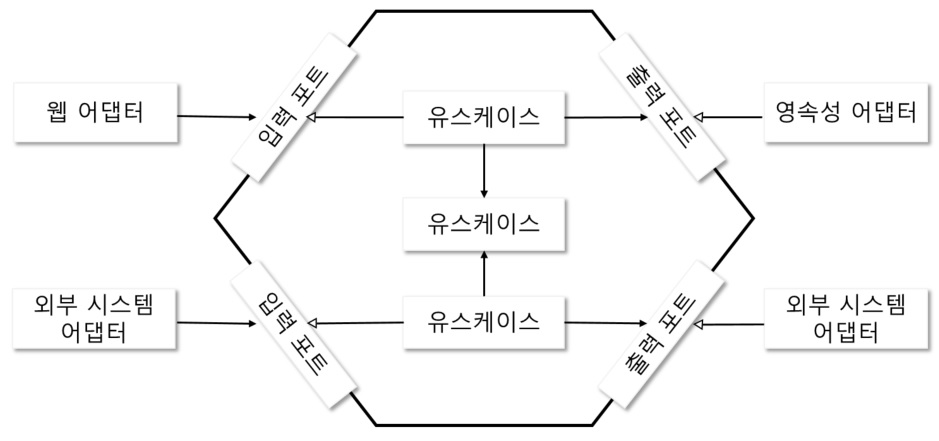 입력 포트
출력 포트
웹 어댑터
유스케이스
영속성 어댑터
유스케이스
외부 시스템
어댑터
입력 포트
유스케이스
출력 포트
외부 시스템
어댑터